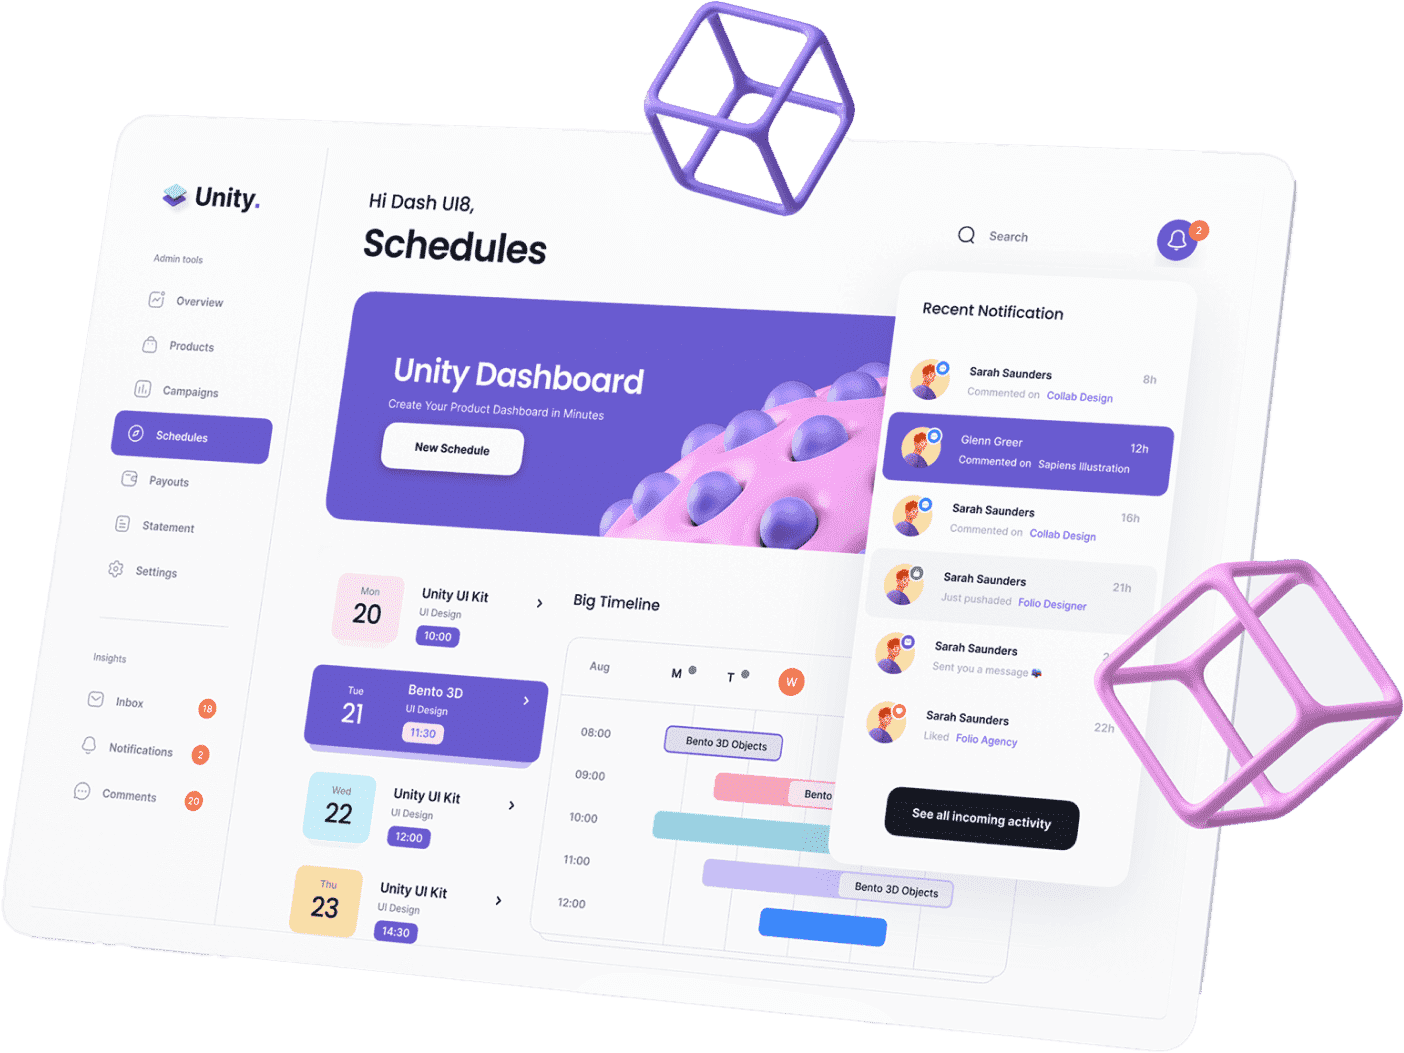 Unity.
Admin tools
Overview
Products
Campaigns
Schedules
Payouts
Statement
Settings
Insights
Inbox
18
Notifications
2
Comments
20
Hi Dash UI8,
Schedules
Search
2
Unity Dashboard
Create Your Product Dashboard in Minutes
New Schedule
Mon
20
Unity UI Kit
UI Design
10:00
Tue
21
Bento 3D
UI Design
11:30
Wed
22
Unity UI Kit
UI Design
12:00
Thu
23
Unity UI Kit
UI Design
14:30
Big Timeline
Aug
M
T
W
08:00
Bento 3D Objects
09:00
Bento
10:00
11:00
Bento 3D Objects
12:00
Recent Notification
Sarah Saunders
8h
Commented on Collab Design
Glenn Greer
12h
Commented on Sapiens Illustration
Sarah Saunders
16h
Commented on Collab Design
Sarah Saunders
21h
Just pushaded Folio Designer
Sarah Saunders
Sent you a message
Sarah Saunders
22h
Liked Folio Agency
See all incoming activity